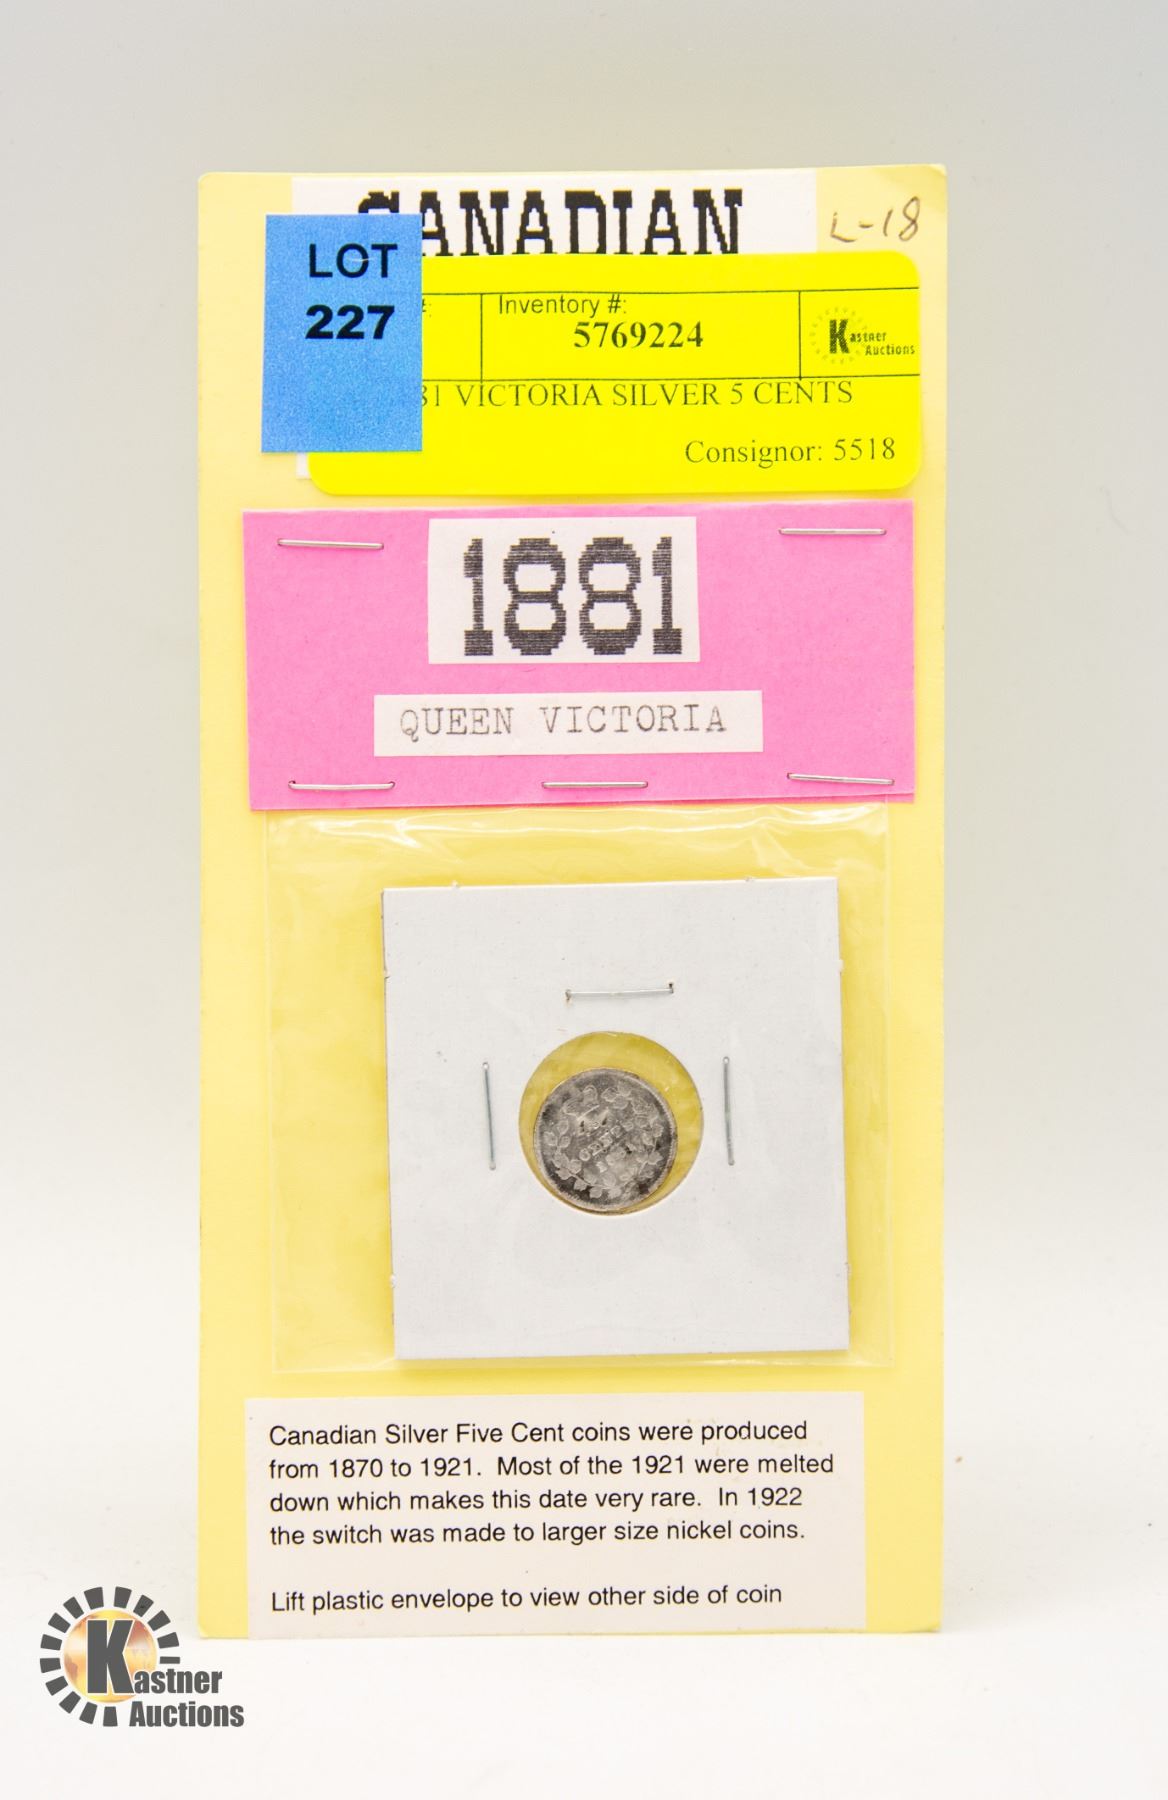 CANADIAN
L-18
LOT
227
#:
Inventory #:
5769224
Kastner
Auctions
81 VICTORIA SILVER 5 CENTS
Consignor: 5518
1881
QUEEN VICTORIA
CENTS
Canadian Silver Five Cent coins were produced
from 1870 to 1921. Most of the 1921 were melted
down which makes this date very rare. In 1922
the switch was made to larger size nickel coins.
Lift plastic envelope to view other side of coin
Kastner
Auctions